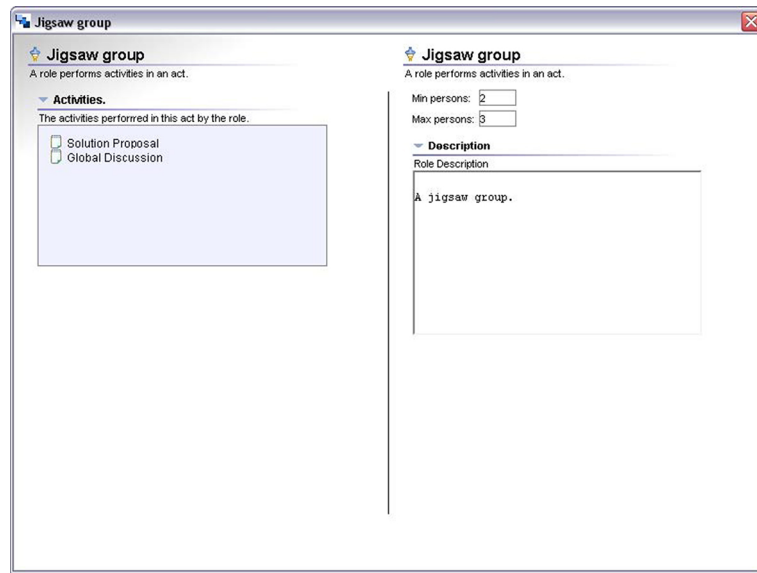 Jigsaw group
Jigsaw group
A role performs activities in an act.
Activities.
The activities performed in this act by the role.
Solution Proposal
Global Discussion
Jigsaw group
A role performs activities in an act.
Min persons: 2
Max persons: 3
Description
Role Description
A jigsaw group.